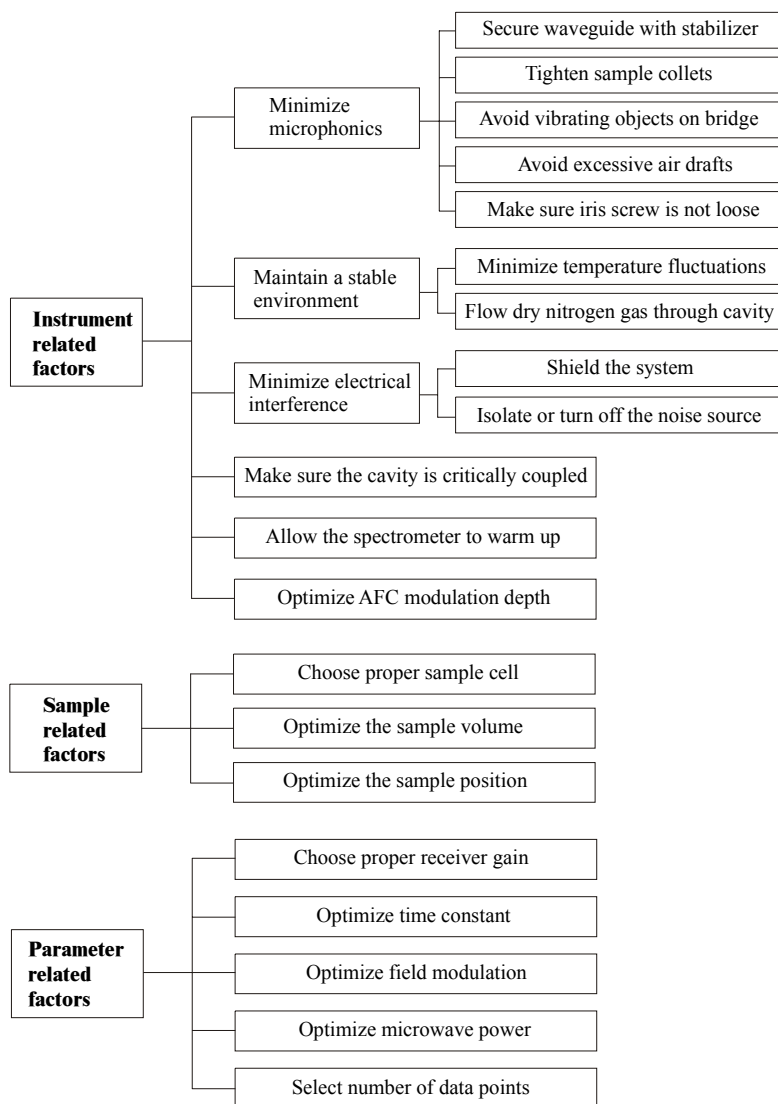 Instrument
related
factors
Minimize
microphonics
Secure waveguide with stabilizer
Tighten sample collets
Avoid vibrating objects on bridge
Avoid excessive air drafts
Make sure iris screw is not loose
Maintain a stable
environment
Minimize temperature fluctuations
Flow dry nitrogen gas through cavity
Minimize electrical
interference
Shield the system
Isolate or turn off the noise source
Make sure the cavity is critically coupled
Allow the spectrometer to warm up
Optimize AFC modulation depth
Sample
related
factors
Choose proper sample cell
Optimize the sample volume
Optimize the sample position
Parameter
related
factors
Choose proper receiver gain
Optimize time constant
Optimize field modulation
Optimize microwave power
Select number of data points